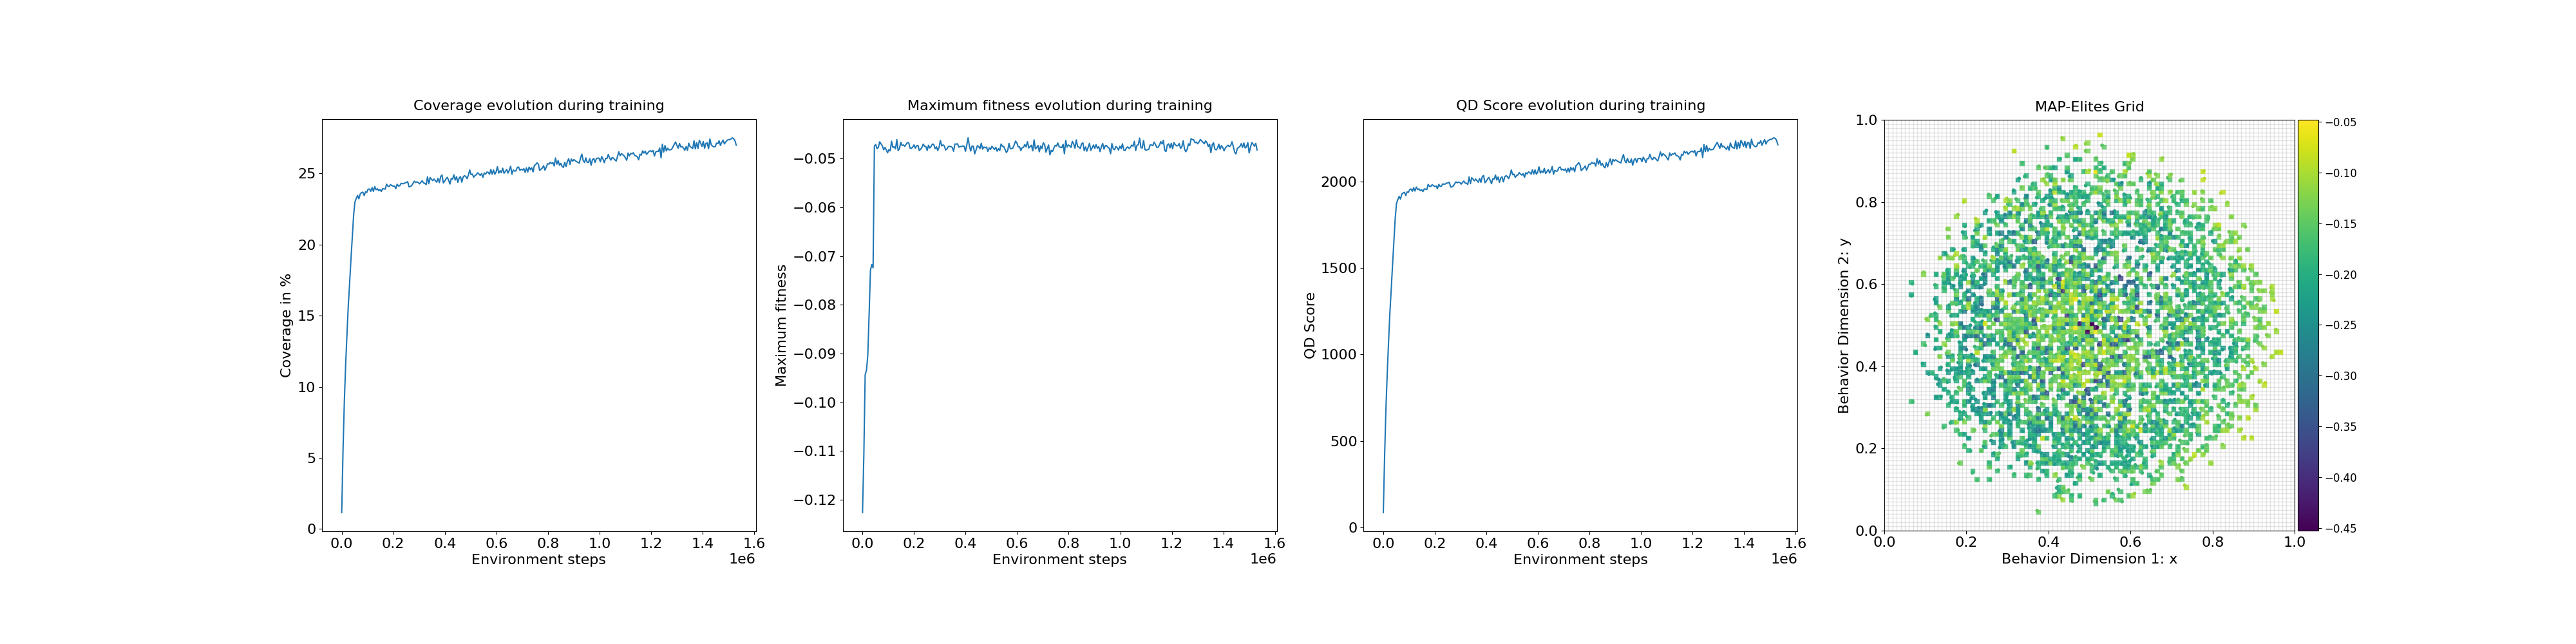 Coverage evolution during training
Coverage in %
25
20
15
10
5
0
0.0 0.2 0.4 0.6 0.8 1.0 1.2 1.4 1.6
1e6
Environment steps
Maximum fitness evolution during training
Maximum fitness
−0.05
−0.06
−0.07
−0.08
−0.09
−0.10
−0.11
−0.12
0.0 0.2 0.4 0.6 0.8 1.0 1.2 1.4 1.6
1e6
Environment steps
QD Score evolution during training
QD Score
2000
1500
1000
500
0
0.0 0.2 0.4 0.6 0.8 1.0 1.2 1.4 1.6
1e6
Environment steps
MAP-Elites Grid
Behavior Dimension 2: y
1.0
0.8
0.6
0.4
0.2
0.0
0.0 0.2 0.4 0.6 0.8 1.0
Behavior Dimension 1: x
−0.05
−0.10
−0.15
−0.20
−0.25
−0.30
−0.35
−0.40
−0.45